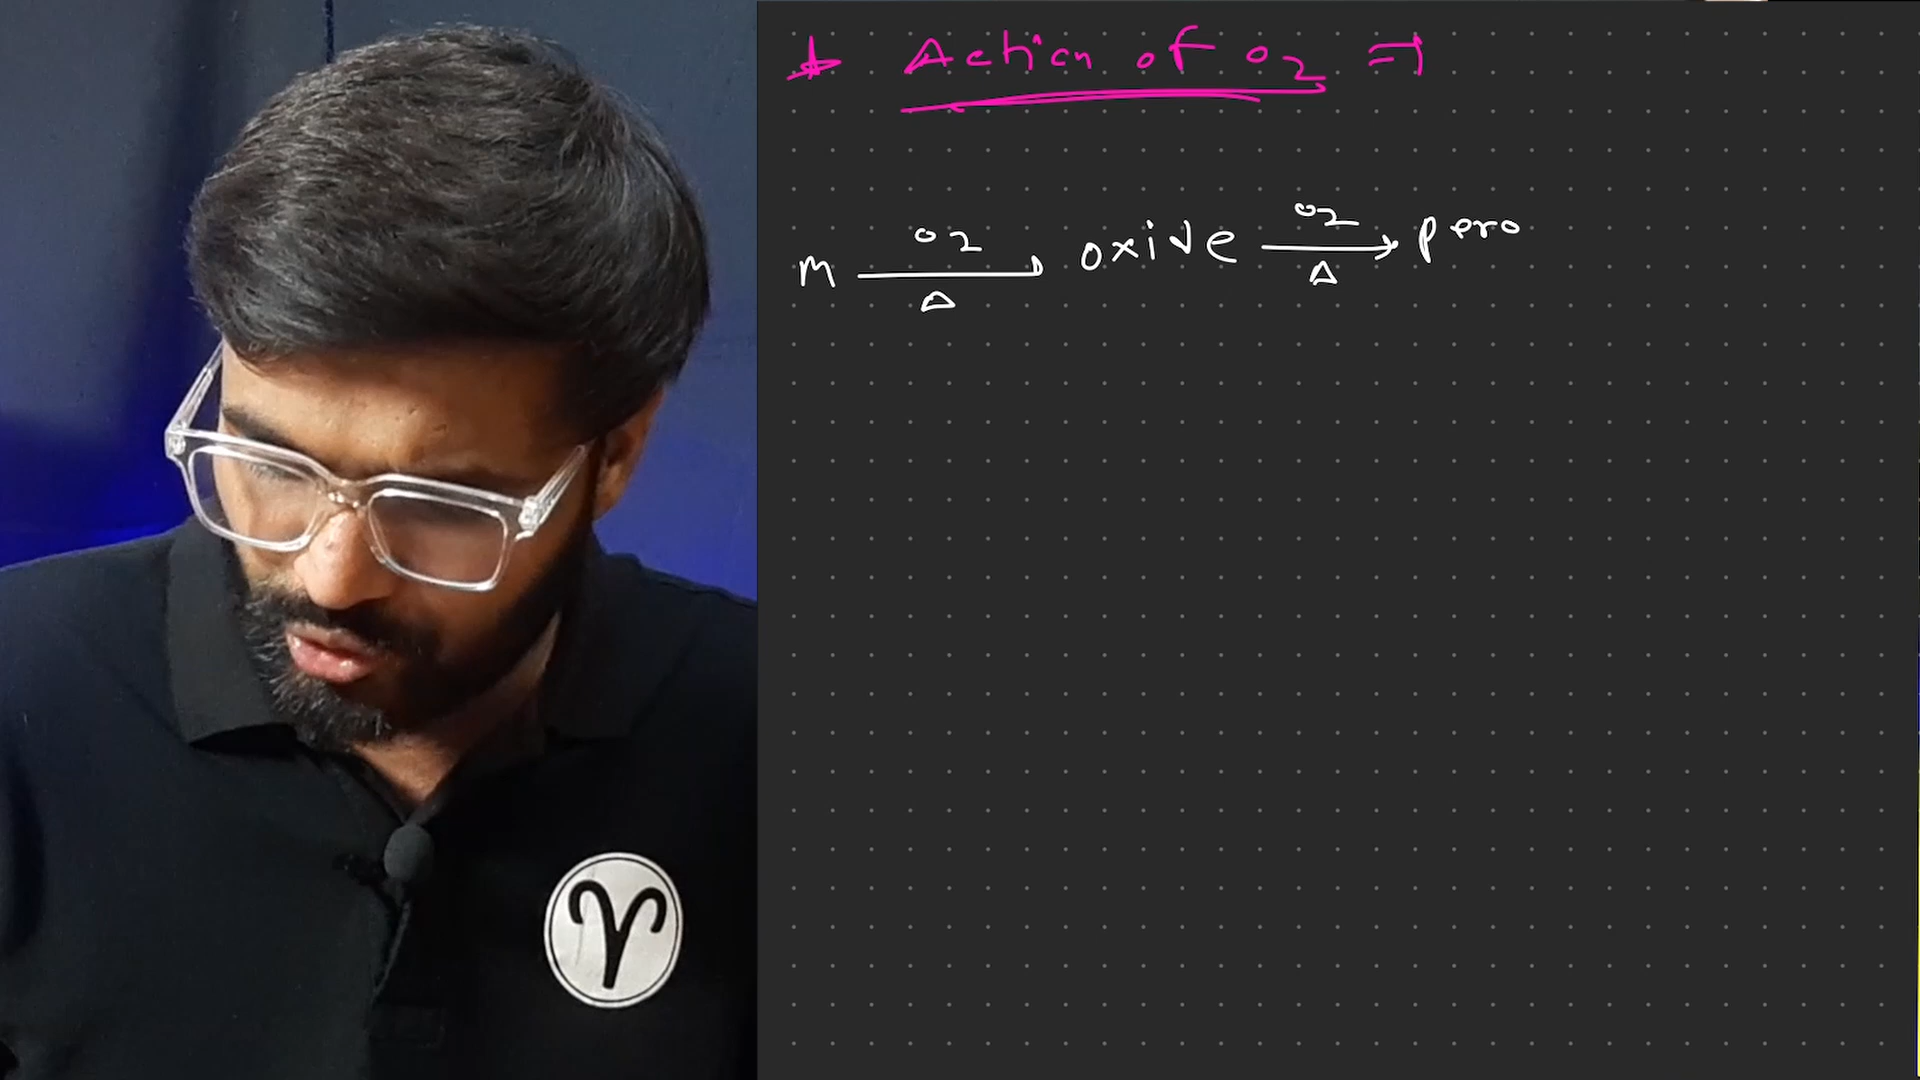 * Action of O2 ⇒
M —O2/Δ→ oxide —O2/Δ→ pero